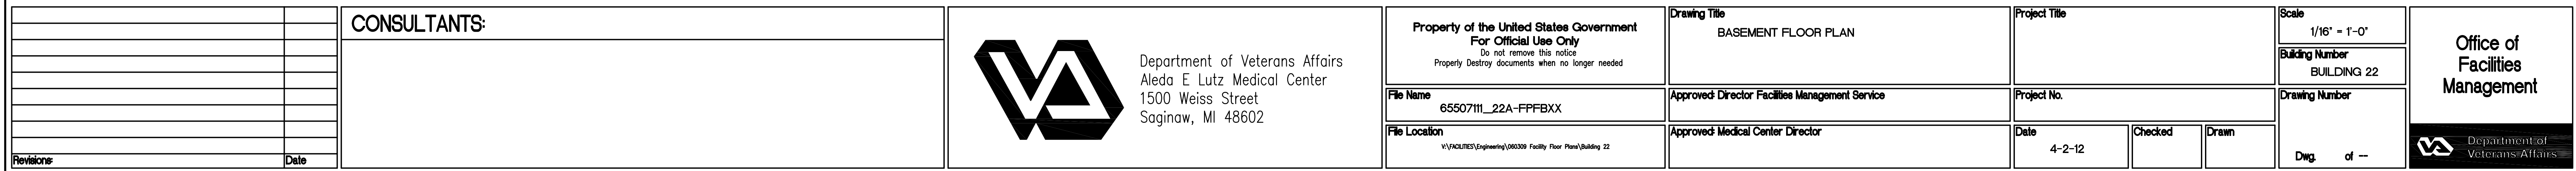 Revisions:
Date
CONSULTANTS:
VA
Department of Veterans Affairs
Aleda E Lutz Medical Center
1500 Weiss Street
Saginaw, MI 48602
Property of the United States Government
For Official Use Only
Do not remove this notice
Properly Destroy documents when no longer needed
File Name
65507111_22A-FPFBXX
File Location
V:\FACILITIES\Engineering\060309 Facility Floor Plans\Building 22
Drawing Title
BASEMENT FLOOR PLAN
Approved: Director Facilities Management Service
Approved: Medical Center Director
Project Title
Project No.
Date
4-2-12
Checked
Drawn
Scale
1/16" = 1'-0"
Building Number
BUILDING 22
Drawing Number
Dwg. of --
Office of
Facilities
Management
VA
Department of
Veterans Affairs